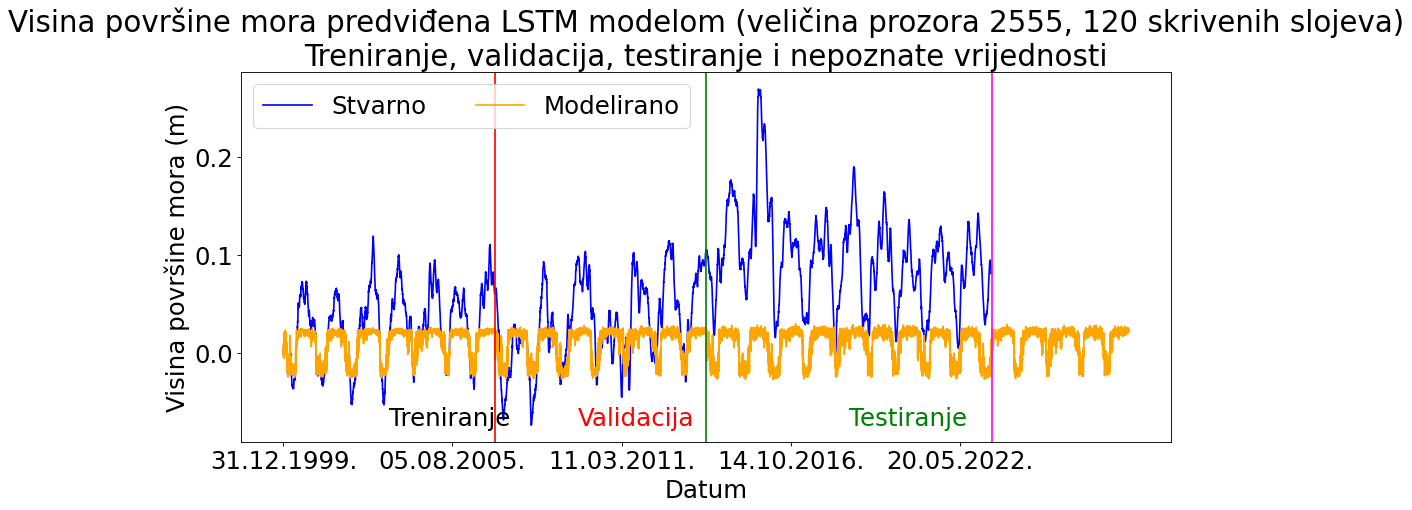 Visina površine mora predviđena LSTM modelom (veličina prozora 2555, 120 skrivenih slojeva)
Treniranje, validacija, testiranje i nepoznate vrijednosti
Stvarno Modelirano
Visina površine mora (m)
0.2
0.1
0.0
Treniranje Validacija Testiranje
31.12.1999. 05.08.2005. 11.03.2011. 14.10.2016. 20.05.2022.
Datum